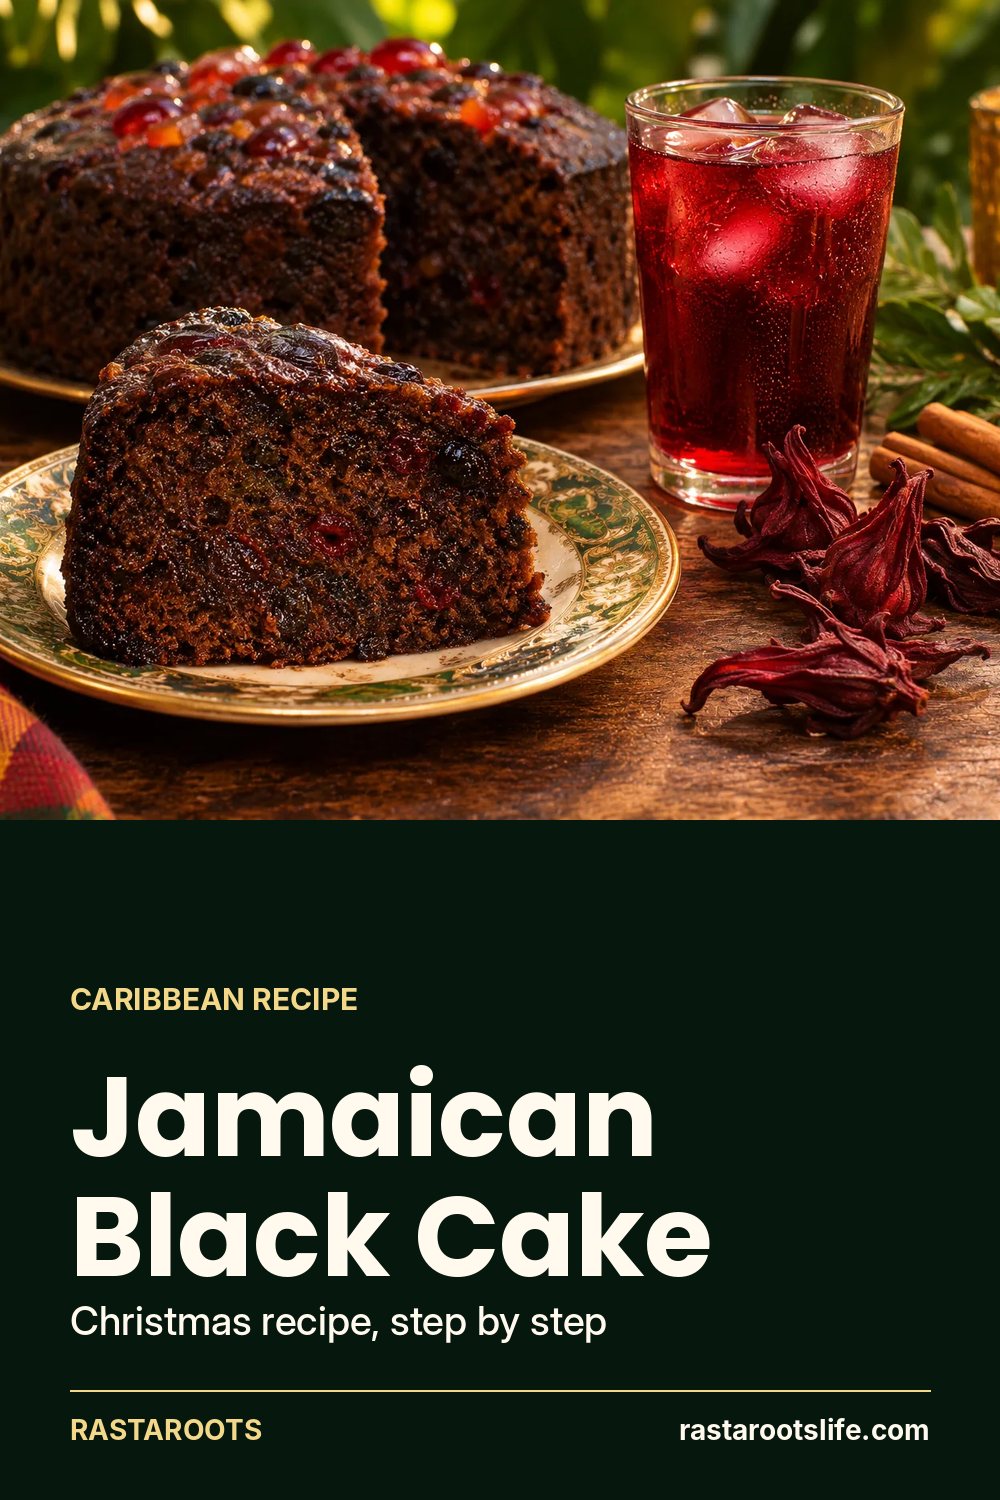 CARIBBEAN RECIPE
Jamaican
Black Cake
Christmas recipe, step by step
RASTAROOTS
rastarootslife.com